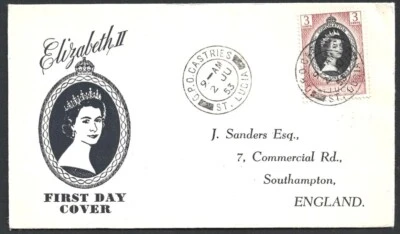 Elizabeth II
FIRST DAY
COVER
G.P.O. CASTRIES
9-AM
2 JU
53
ST. LUCIA
3
3
G.P.O. CASTRIES
J. Sanders Esq.,
7, Commercial Rd.,
Southampton,
ENGLAND.